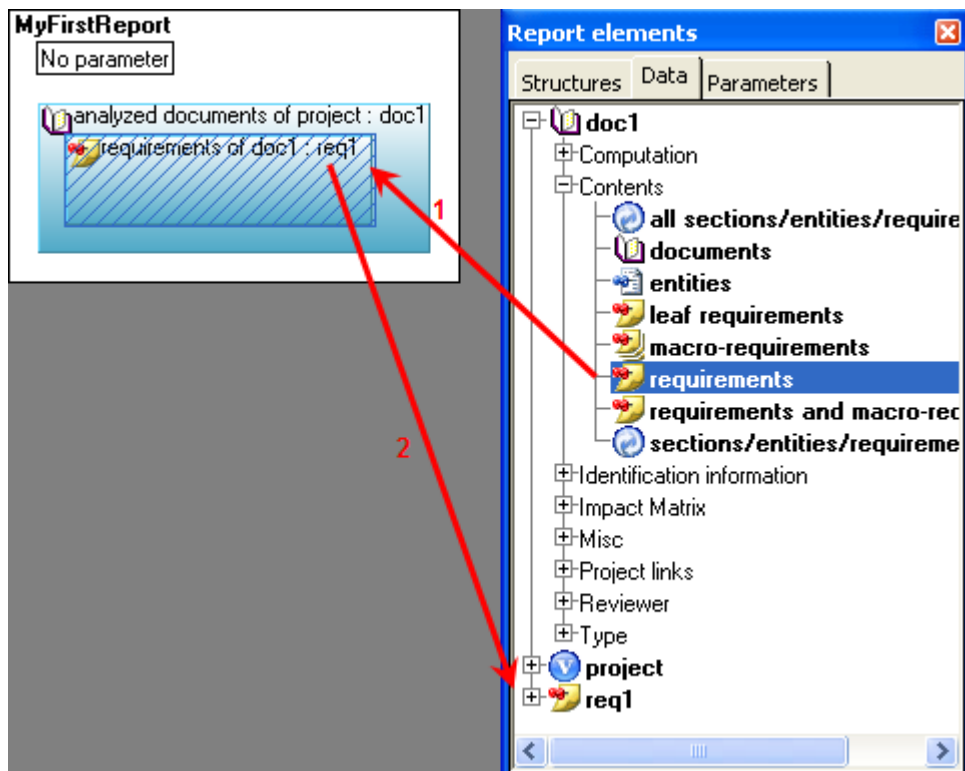 MyFirstReport
No parameter
analyzed documents of project : doc1
requirements of doc1 : req1
1
2
Report elements
Structures Data Parameters
doc1
Computation
Contents
all sections/entities/require
documents
entities
leaf requirements
macro-requirements
requirements
requirements and macro-rec
sections/entities/requireme
Identification information
Impact Matrix
Misc
Project links
Reviewer
Type
V project
req1